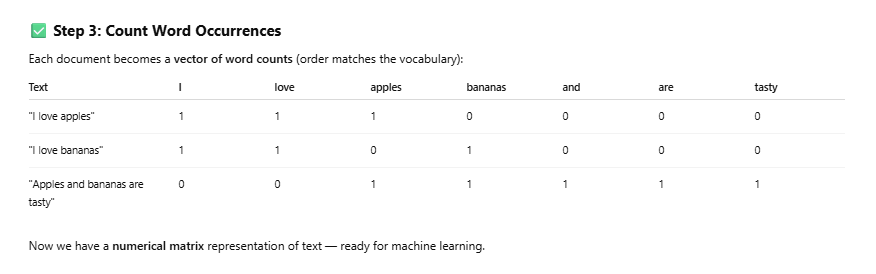 ✅ Step 3: Count Word Occurrences
Each document becomes a vector of word counts (order matches the vocabulary):
Text I love apples bananas and are tasty
"I love apples" 1 1 1 0 0 0 0
"I love bananas" 1 1 0 1 0 0 0
"Apples and bananas are 0 0 1 1 1 1 1
tasty"
Now we have a numerical matrix representation of text — ready for machine learning.